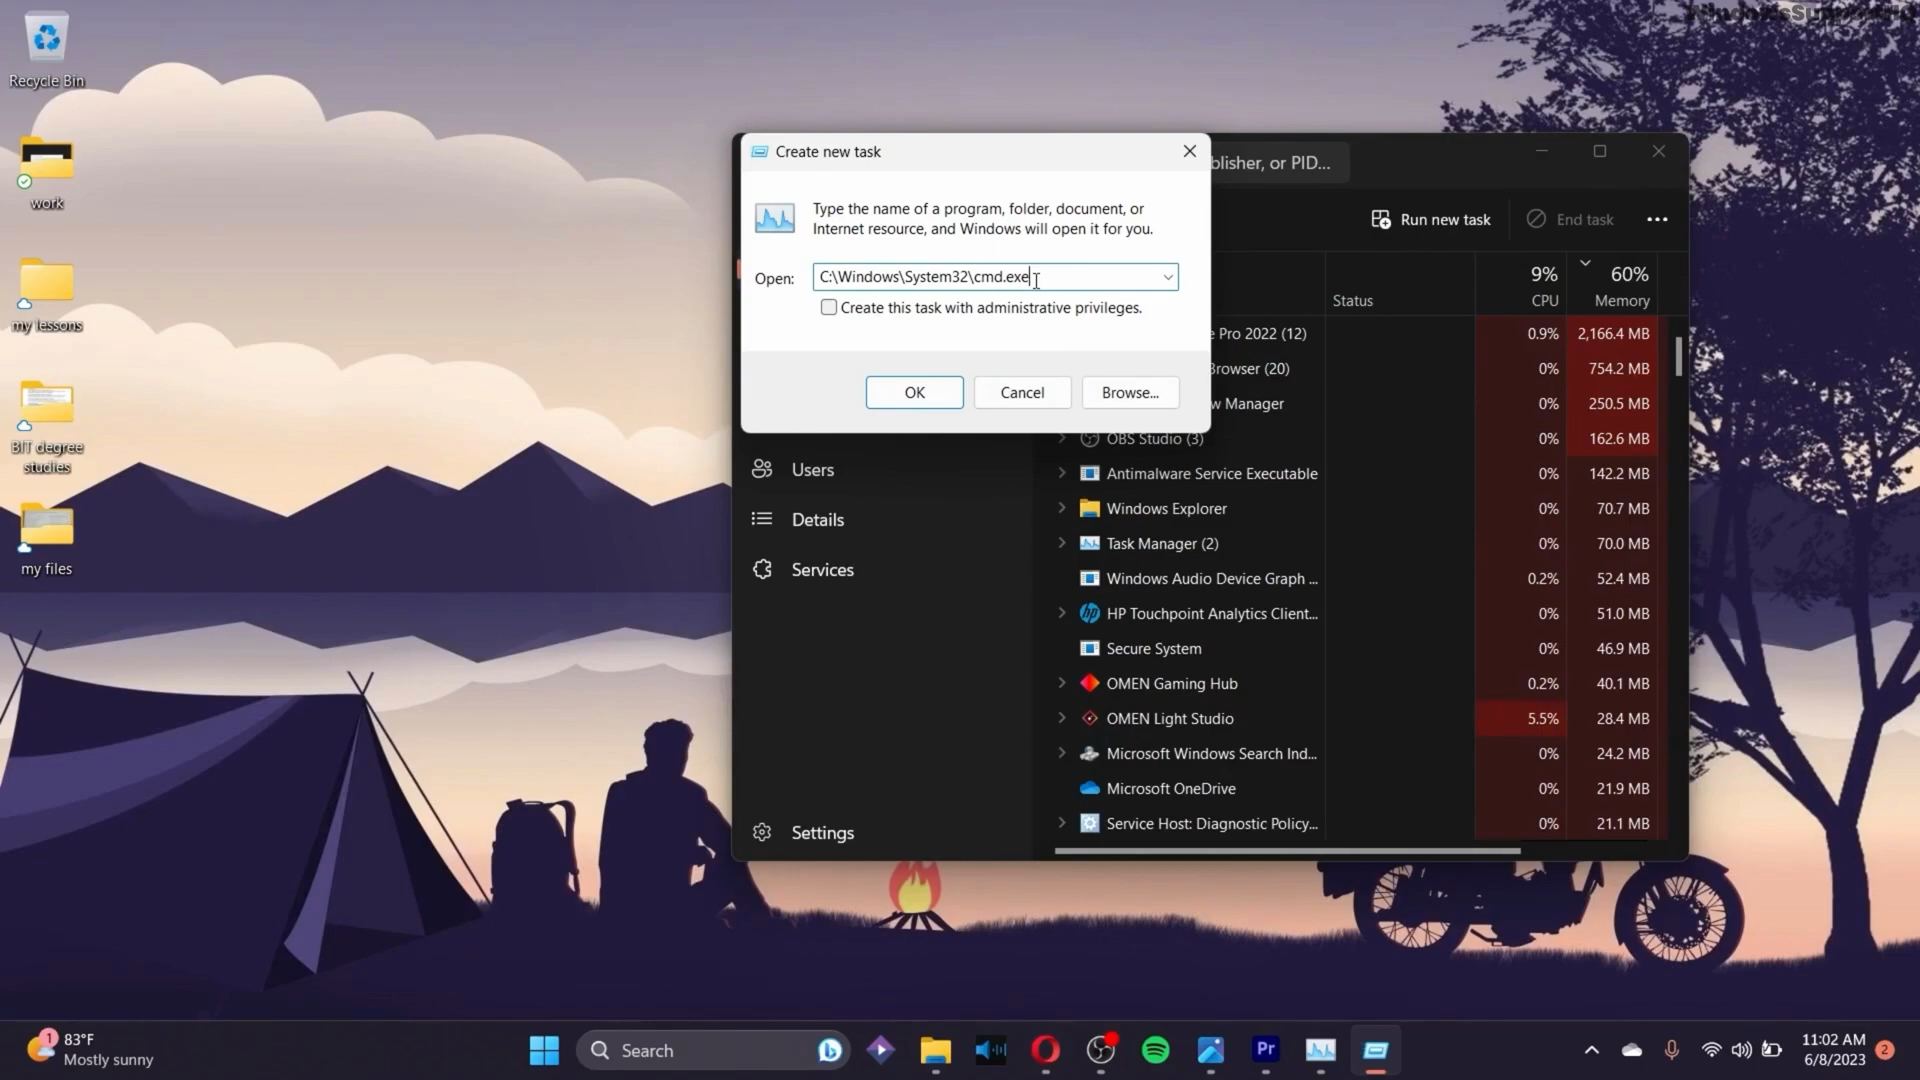 Recycle Bin
work
my lessons
BIT degree
studies
my files
Create new task
Type the name of a program, folder, document, or
Internet resource, and Windows will open it for you.
Open:
C:\Windows\System32\cmd.exe
Create this task with administrative privileges.
OK
Cancel
Browse...
blisher, or PID...
Run new task
End task
Users
Details
Services
Settings
Status
9%
CPU
60%
Memory
e Pro 2022 (12) 0.9% 2,166.4 MB
Browser (20) 0% 754.2 MB
w Manager 0% 250.5 MB
OBS Studio (3) 0% 162.6 MB
Antimalware Service Executable 0% 142.2 MB
Windows Explorer 0% 70.7 MB
Task Manager (2) 0% 70.0 MB
Windows Audio Device Graph ... 0.2% 52.4 MB
HP Touchpoint Analytics Client... 0% 51.0 MB
Secure System 0% 46.9 MB
OMEN Gaming Hub 0.2% 40.1 MB
OMEN Light Studio 5.5% 28.4 MB
Microsoft Windows Search Ind... 0% 24.2 MB
Microsoft OneDrive 0% 21.9 MB
Service Host: Diagnostic Policy... 0% 21.1 MB
1
83°F
Mostly sunny
Search
b
Pr
11:02 AM
6/8/2023
2